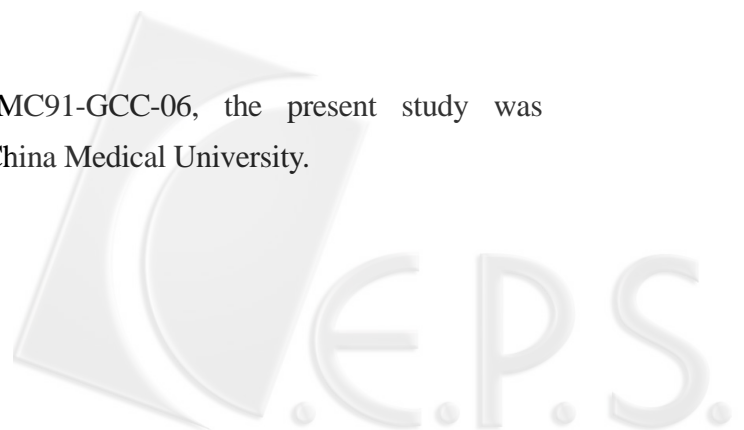 MC91-GCC-06, the present study was
China Medical University.
C.E.P.S.